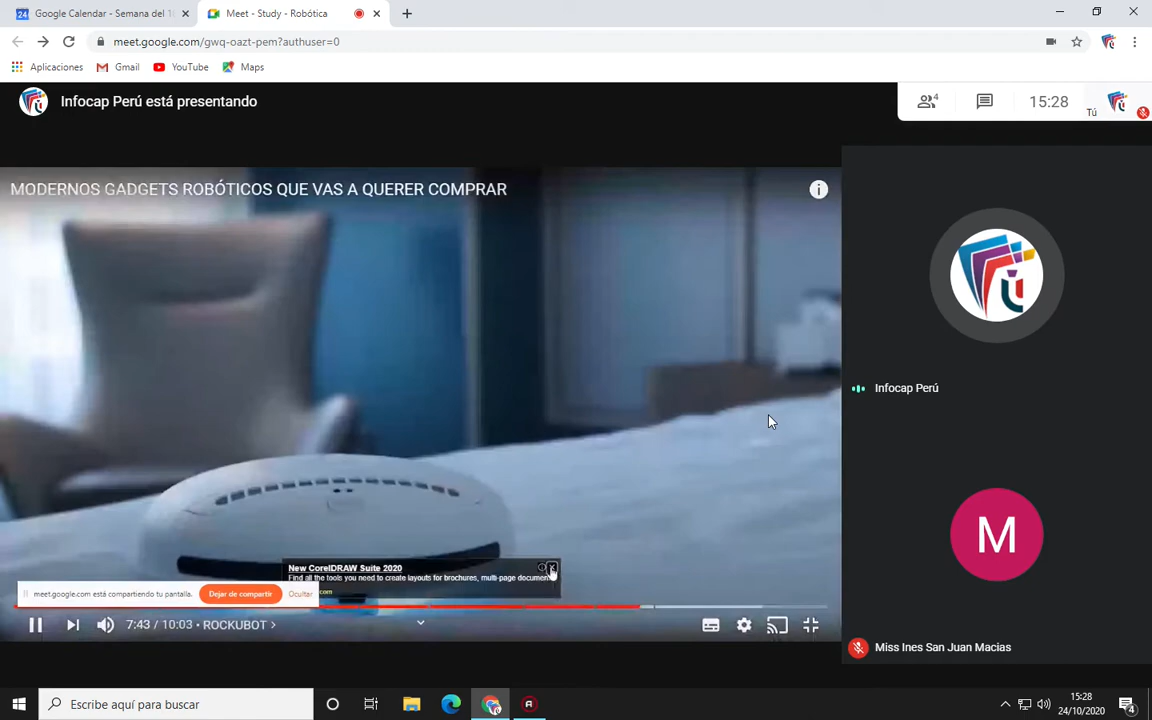 Google Calendar - Semana del 1
Meet - Study - Robótica
meet.google.com/gwq-oazt-pem?authuser=0
Aplicaciones
Gmail
YouTube
Maps
Infocap Perú está presentando
4
15:28
Tú
MODERNOS GADGETS ROBÓTICOS QUE VAS A QUERER COMPRAR
Infocap Perú
New CorelDRAW Suite 2020
Find all the tools you need to create layouts for brochures, multi-page document
meet.google.com está compartiendo tu pantalla.
Dejar de compartir
Ocultar
com
7:43 / 10:03 • ROCKUBOT >
M
Miss Ines San Juan Macias
Escribe aquí para buscar
15:28
24/10/2020
4